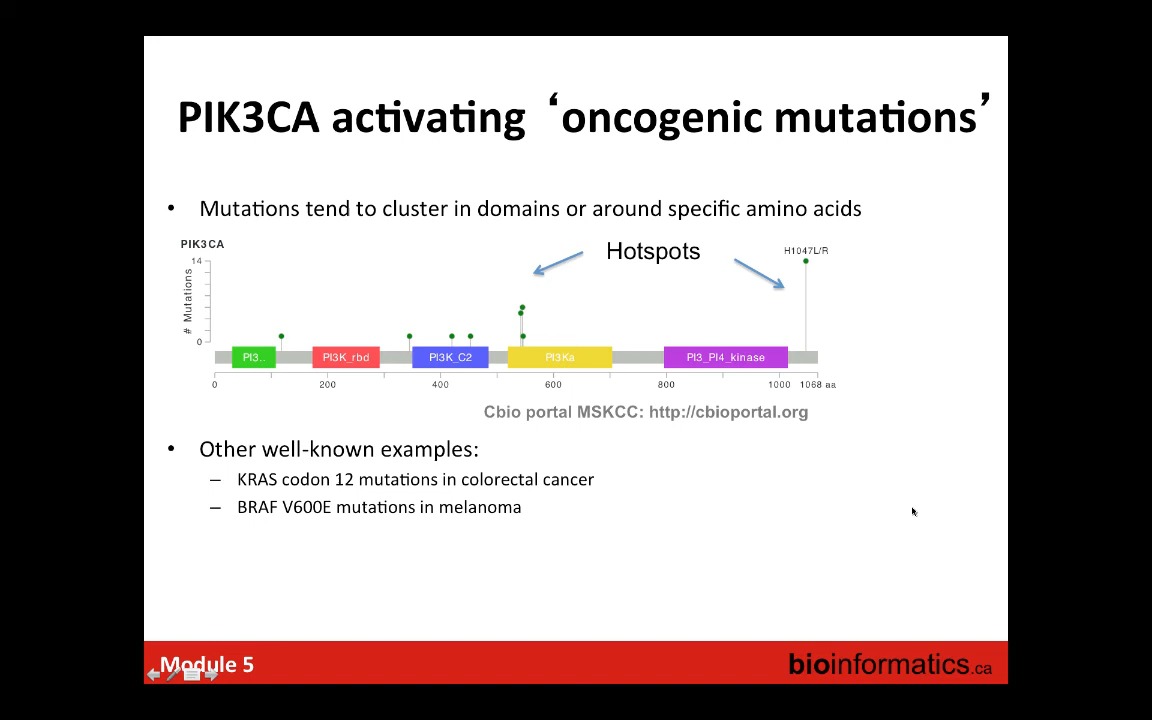 PIK3CA activating ‘oncogenic mutations’
• Mutations tend to cluster in domains or around specific amino acids
PIK3CA
Hotspots
H1047L/R
14
# Mutations
0
PI3..
PI3K_rbd
PI3K_C2
PI3Ka
PI3_PI4_kinase
0 200 400 600 800 1000 1068 aa
Cbio portal MSKCC: http://cbioportal.org
• Other well-known examples:
– KRAS codon 12 mutations in colorectal cancer
– BRAF V600E mutations in melanoma
Module 5
bioinformatics.ca